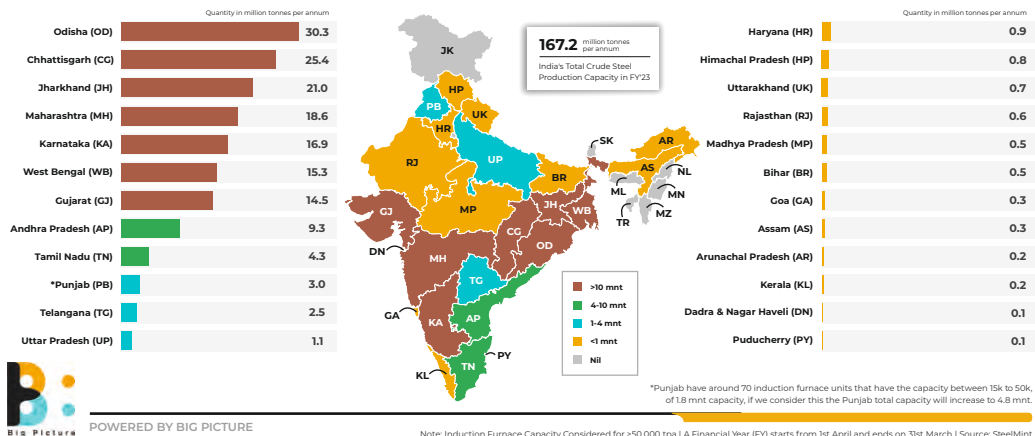 Quantity in million tonnes per annum
Odisha (OD) 30.3
Chhattisgarh (CG) 25.4
Jharkhand (JH) 21.0
Maharashtra (MH) 18.6
Karnataka (KA) 16.9
West Bengal (WB) 15.3
Gujarat (GJ) 14.5
Andhra Pradesh (AP) 9.3
Tamil Nadu (TN) 4.3
*Punjab (PB) 3.0
Telangana (TG) 2.5
Uttar Pradesh (UP) 1.1
167.2 million tonnes per annum
India's Total Crude Steel
Production Capacity in FY'23
JK
HP
PB
UK
HR
RJ
UP
BR
SK
AR
AS
NL
ML
MN
TR
MZ
GJ
MP
JH
WB
CG
OD
DN
MH
TG
GA
KA
AP
PY
KL
TN
>10 mnt
4-10 mnt
1-4 mnt
<1 mnt
Nil
Quantity in million tonnes per annum
Haryana (HR) 0.9
Himachal Pradesh (HP) 0.8
Uttarakhand (UK) 0.7
Rajasthan (RJ) 0.6
Madhya Pradesh (MP) 0.5
Bihar (BR) 0.5
Goa (GA) 0.3
Assam (AS) 0.3
Arunachal Pradesh (AR) 0.2
Kerala (KL) 0.2
Dadra & Nagar Haveli (DN) 0.1
Puducherry (PY) 0.1
*Punjab have around 70 induction furnace units that have the capacity between 15k to 50k,
of 1.8 mnt capacity, if we consider this the Punjab total capacity will increase to 4.8 mnt.
Big Picture
POWERED BY BIG PICTURE
Note: Induction Furnace Capacity Considered for >50,000 tpa | A Financial Year (FY) starts from 1st April and ends on 31st March | Source: SteelMint